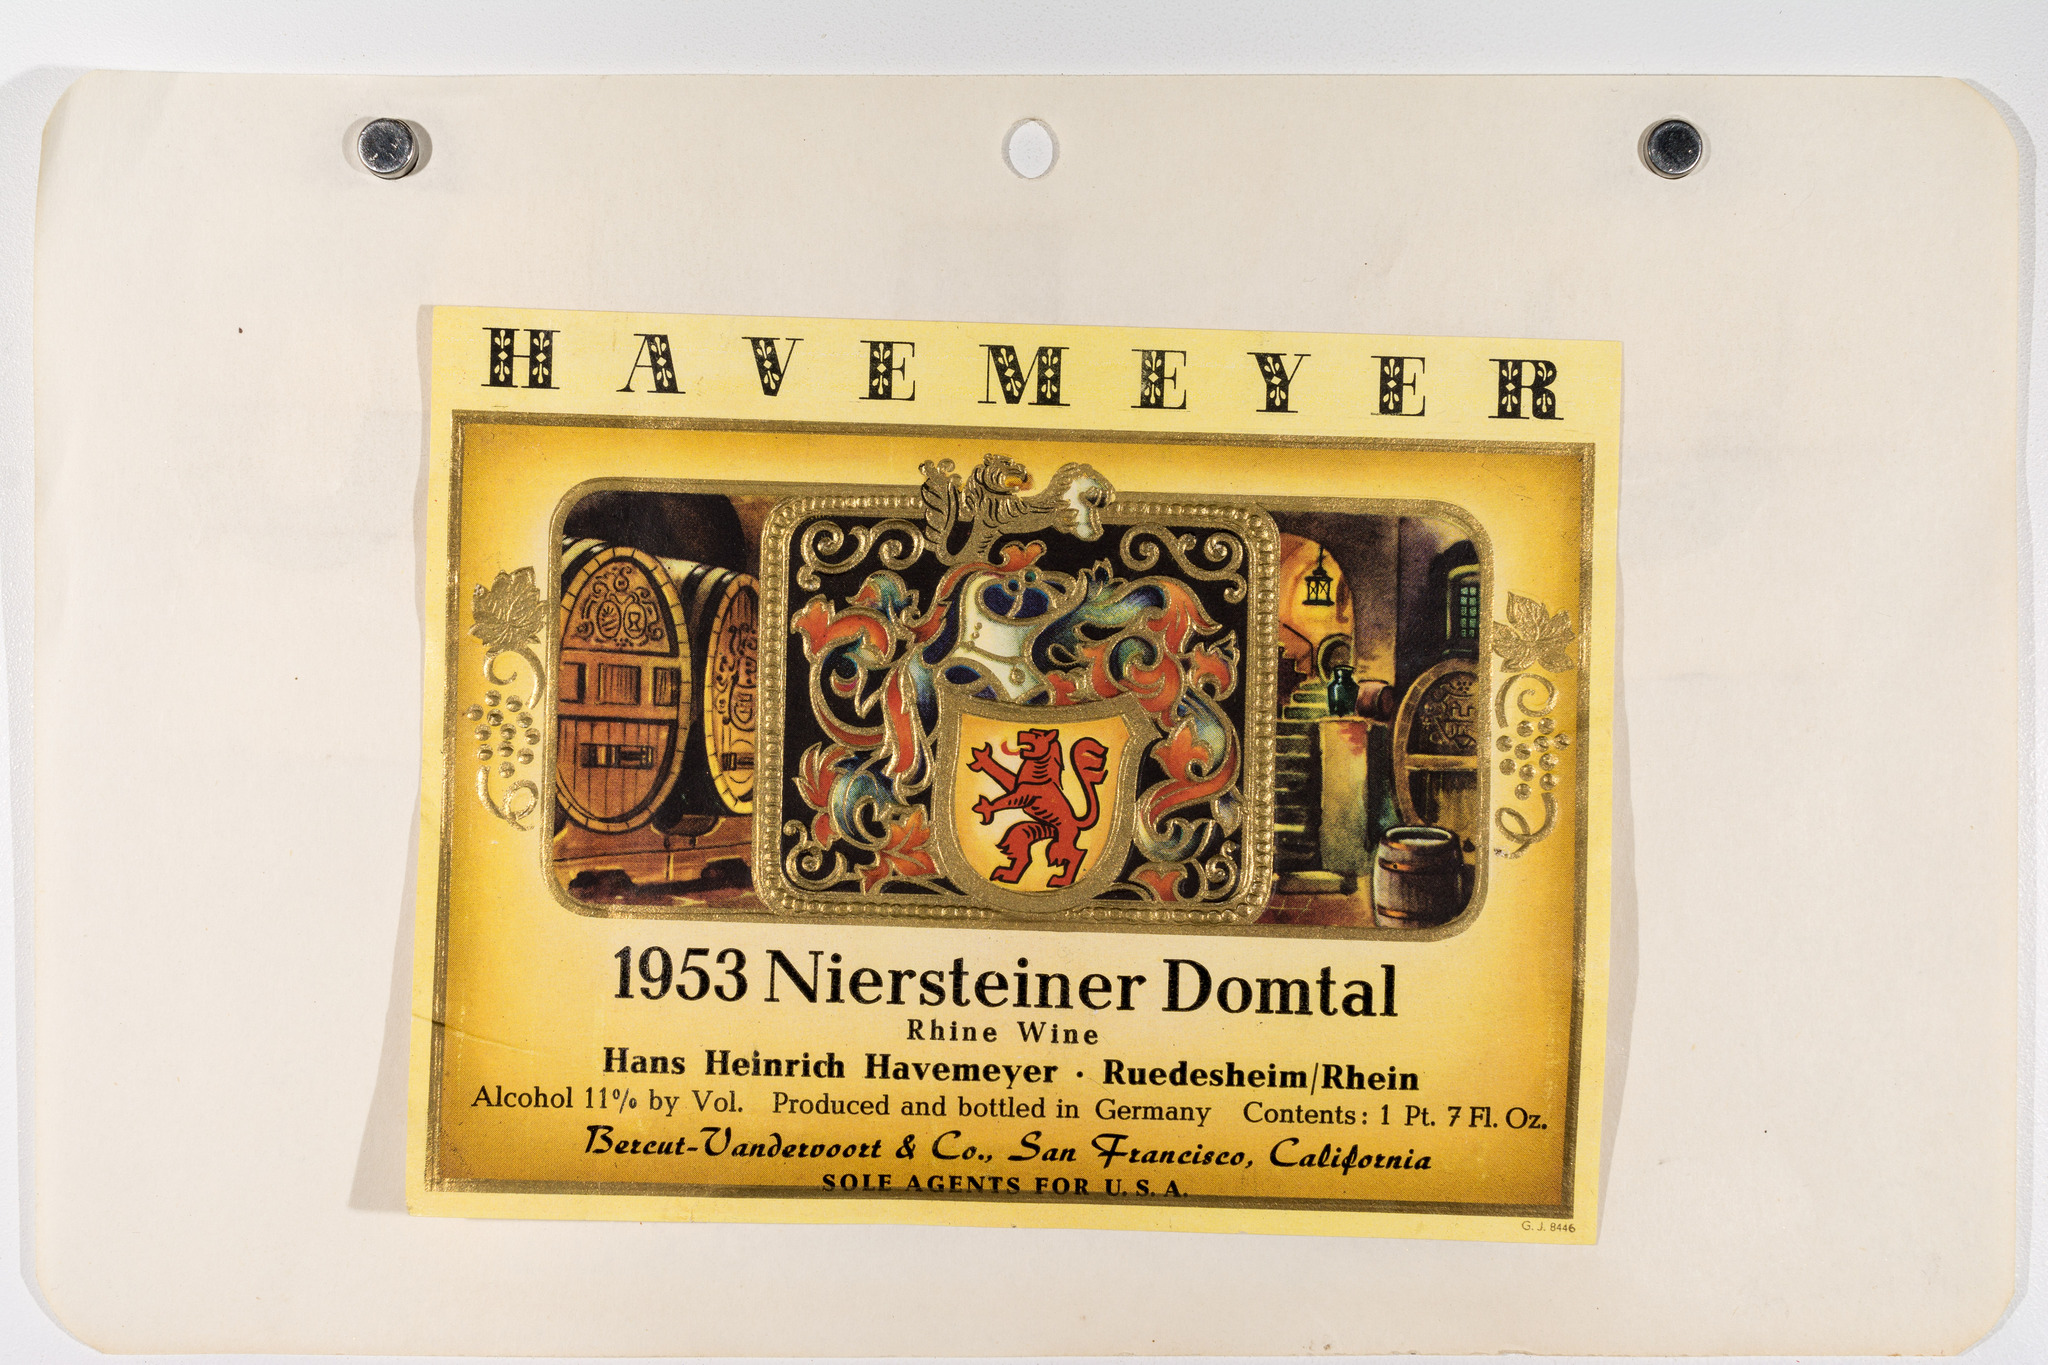 HAVEMEYER
1953 Niersteiner Domtal
Rhine Wine
Hans Heinrich Havemeyer · Ruedesheim/Rhein
Alcohol 11% by Vol. Produced and bottled in Germany Contents: 1 Pt. 7 Fl. Oz.
Bercut-Vandervoort & Co., San Francisco, California
SOLE AGENTS FOR U. S. A.
G. J. 8446